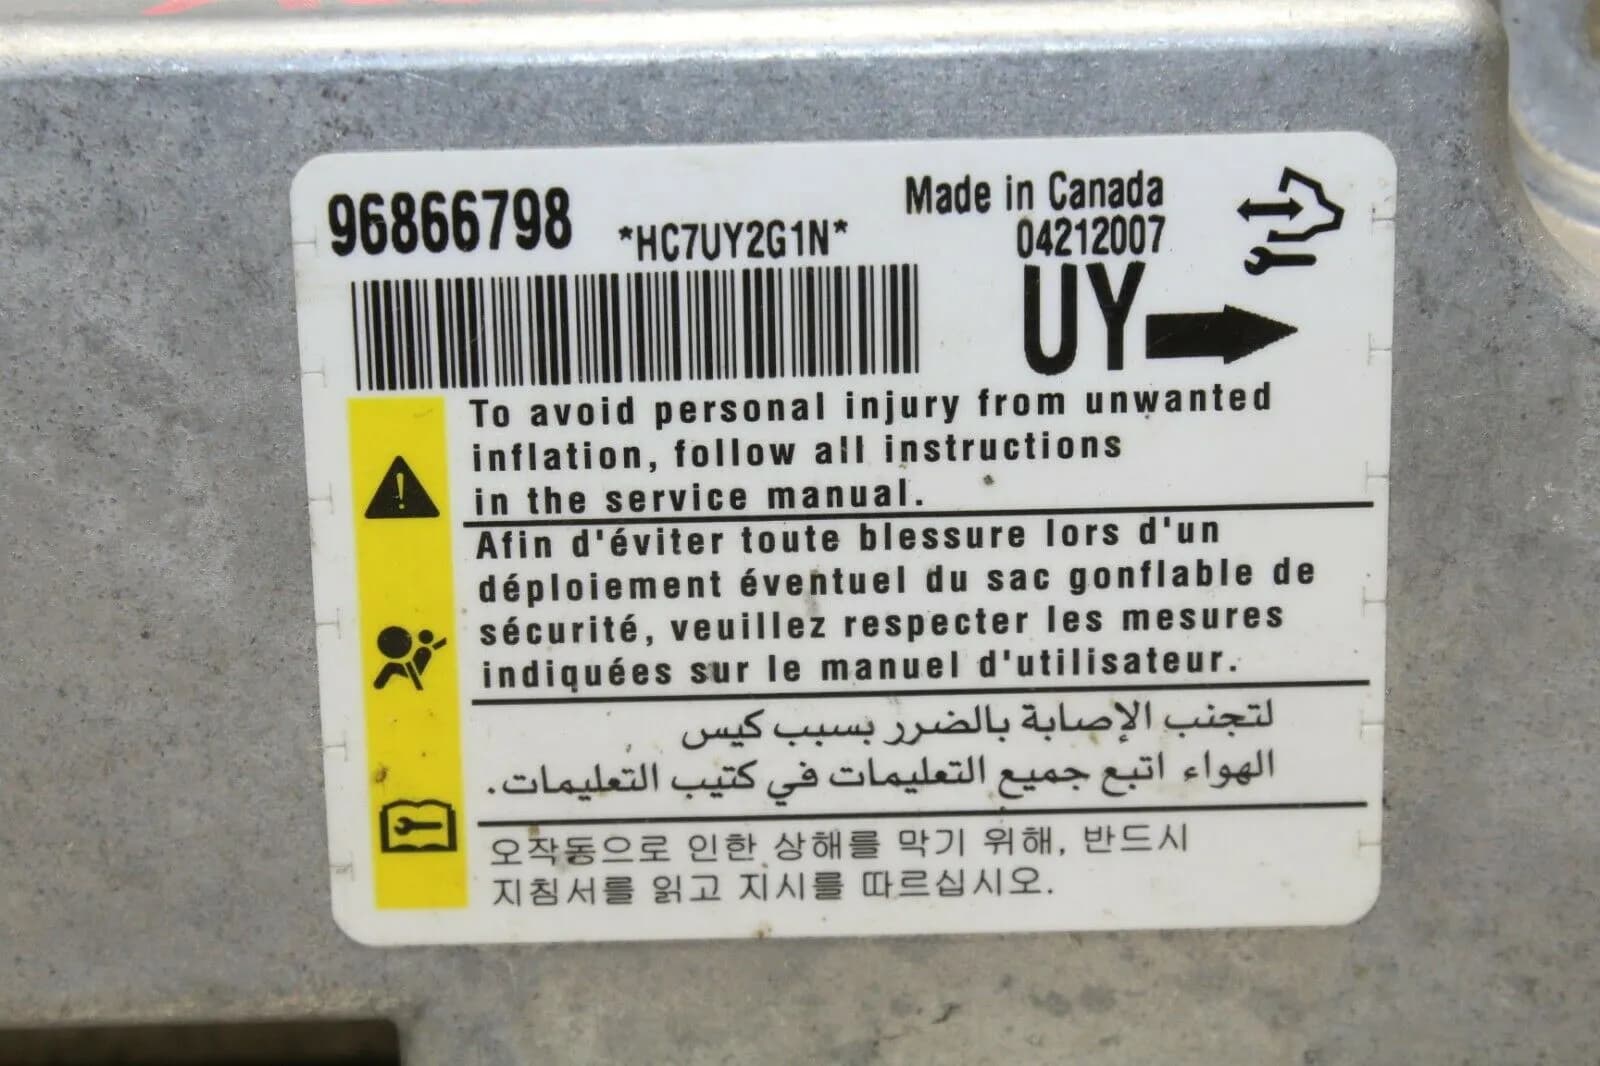 96866798
*HC7UY2G1N*
Made in Canada
04212007
UY
To avoid personal injury from unwanted
inflation, follow all instructions
in the service manual.
Afin d'éviter toute blessure lors d'un
déploiement éventuel du sac gonflable de
sécurité, veuillez respecter les mesures
indiquées sur le manuel d'utilisateur.
لتجنب الإصابة بالضرر بسبب كيس
الهواء اتبع جميع التعليمات في كتيب التعليمات.
오작동으로 인한 상해를 막기 위해, 반드시
지침서를 읽고 지시를 따르십시오.